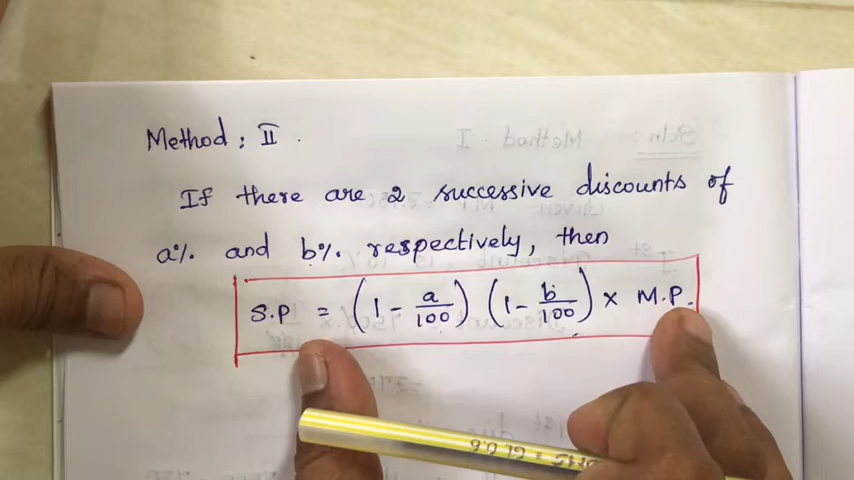 Method : II .
If there are 2 successive discounts of
a% and b% respectively, then
S.P = (1 - a/100) (1 - b/100) × M.P.